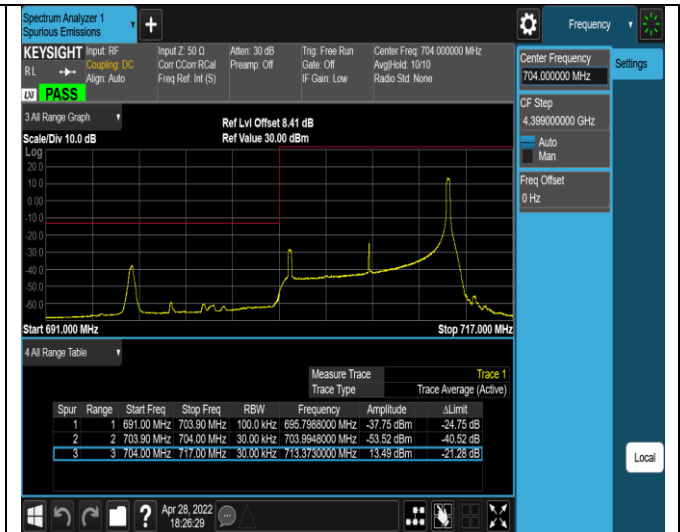 Spectrum Analyzer 1
Spurious Emissions
Frequency
KEYSIGHT Input: RF Input Z: 50 Ω Atten: 30 dB Trig: Free Run Center Freq: 704.000000 MHz
RL Coupling: DC Corr CCorr RCal Preamp: Off Gate: Off Avg|Hold: 10/10
Align: Auto Freq Ref: Int (S) IF Gain: Low Radio Std: None
LXI PASS
Center Frequency
704.000000 MHz
Settings
CF Step
4.399000000 GHz
Auto
Man
Freq Offset
0 Hz
3 All Range Graph
Ref Lvl Offset 8.41 dB
Scale/Div 10.0 dB Ref Value 30.00 dBm
Log
20.0
10.0
0.00
-10.0
-20.0
-30.0
-40.0
-50.0
-60.0
Start 691.000 MHz Stop 717.000 MHz
4 All Range Table
Measure Trace Trace 1
Trace Type Trace Average (Active)
Spur Range Start Freq Stop Freq RBW Frequency Amplitude ΔLimit
1 1 691.00 MHz 703.90 MHz 100.0 kHz 695.7988000 MHz -37.75 dBm -24.75 dB
2 2 703.90 MHz 704.00 MHz 30.00 kHz 703.9948000 MHz -53.52 dBm -40.52 dB
3 3 704.00 MHz 717.00 MHz 30.00 kHz 713.3730000 MHz 13.49 dBm -21.28 dB
Local
Apr 28, 2022
18:26:29